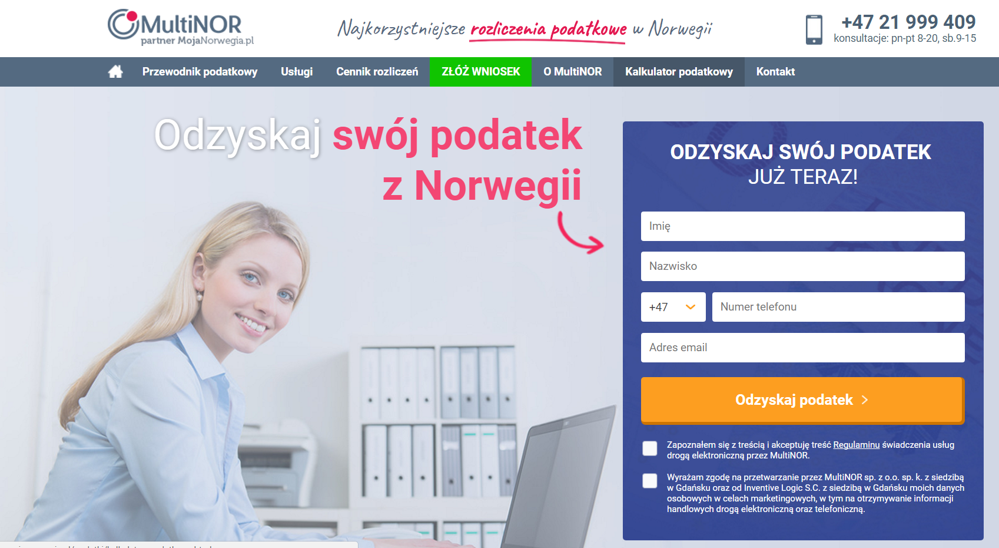 MultiNOR
partner MojaNorwegia.pl
Najkorzystniejsze rozliczenia podatkowe w Norwegii
+47 21 999 409
konsultacje: pn-pt 8-20, sb.9-15
Przewodnik podatkowy Usługi Cennik rozliczeń ZŁÓŻ WNIOSEK O MultiNOR Kalkulator podatkowy Kontakt
Odzyskaj swój podatek
z Norwegii
ODZYSKAJ SWÓJ PODATEK
JUŻ TERAZ!
Imię
Nazwisko
+47 Numer telefonu
Adres email
Odzyskaj podatek >
Zapoznałem się z treścią i akceptuję treść Regulaminu świadczenia usług
drogą elektroniczną przez MultiNOR.
Wyrażam zgodę na przetwarzanie przez MultiNOR sp. z o.o. sp. k. z siedzibą
w Gdańsku oraz od Inventive Logic S.C. z siedzibą w Gdańsku moich danych
osobowych w celach marketingowych, w tym na otrzymywanie informacji
handlowych drogą elektroniczną oraz telefoniczną.